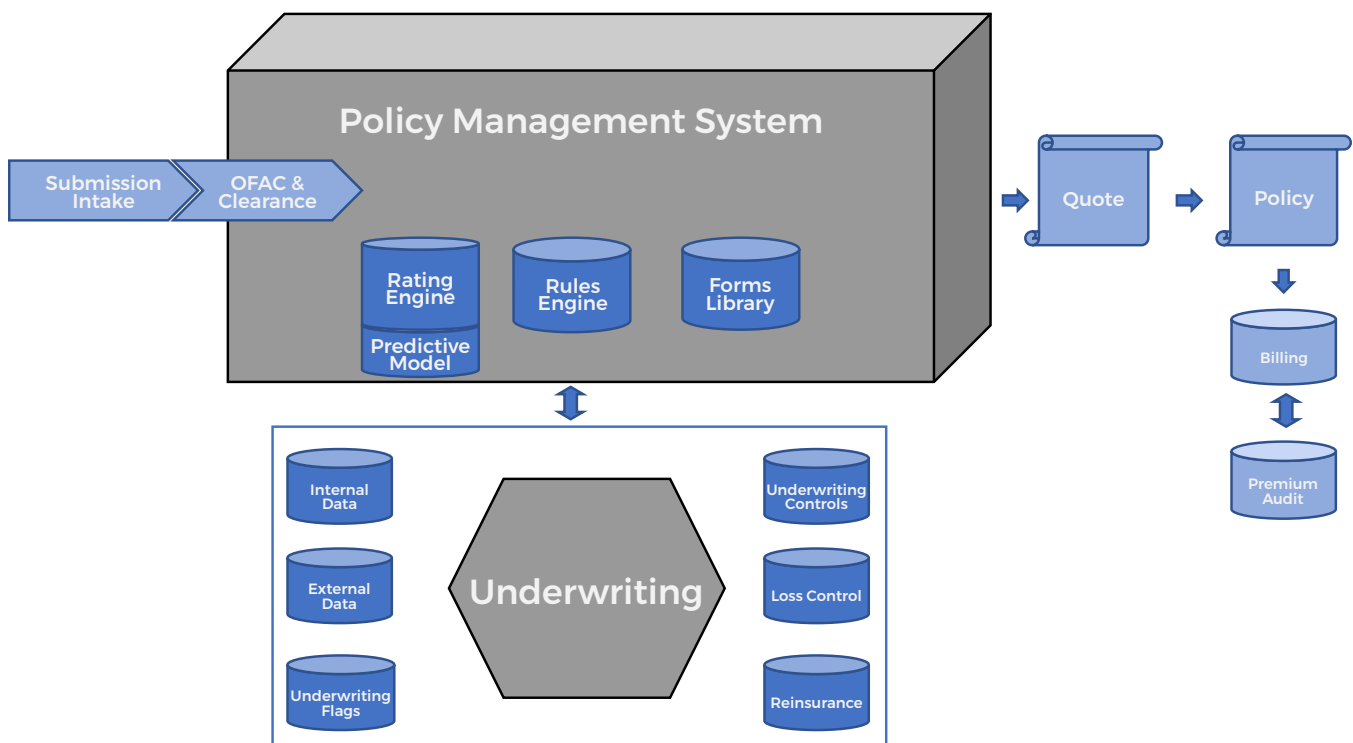 Policy Management System
Submission
Intake
OFAC &
Clearance
Rating
Engine
Predictive
Model
Rules
Engine
Forms
Library
Quote
Policy
Billing
Premium
Audit
Internal
Data
External
Data
Underwriting
Flags
Underwriting
Underwriting
Controls
Loss Control
Reinsurance